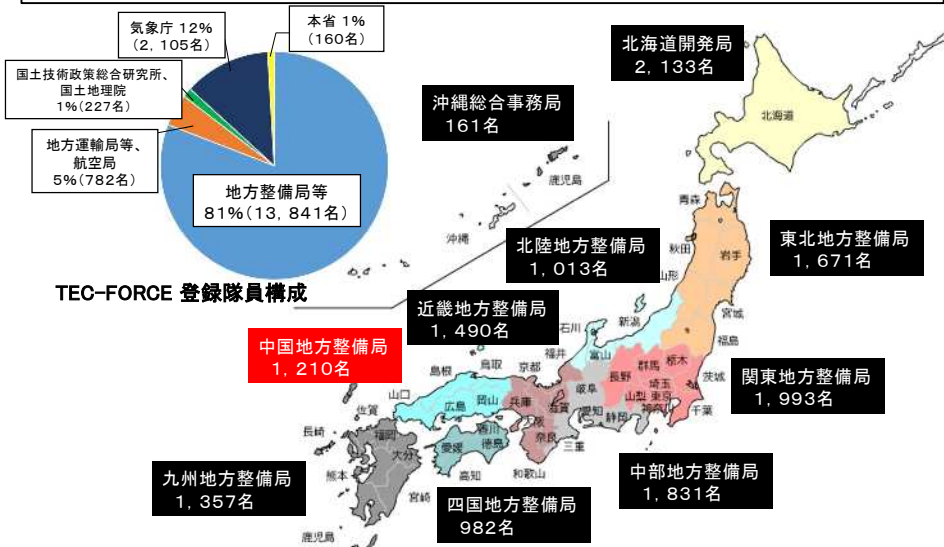 気象庁 12%
(2, 105名)
本省 1%
(160名)
国土技術政策総合研究所、
国土地理院
1%(227名)
地方運輸局等、
航空局
5%(782名)
地方整備局等
81%(13, 841名)
TEC-FORCE 登録隊員構成
北海道開発局
2, 133名
沖縄総合事務局
161名
北陸地方整備局
1, 013名
東北地方整備局
1, 671名
近畿地方整備局
1, 490名
中国地方整備局
1, 210名
関東地方整備局
1, 993名
九州地方整備局
1, 357名
四国地方整備局
982名
中部地方整備局
1, 831名
北海道
鹿児島
沖縄
青森
秋田
岩手
山形
宮城
福島
新潟
石川
富山
福井
栃木
群馬
長野
茨城
埼玉
山梨
東京
千葉
岐阜
愛知
静岡
三重
滋賀
京都
兵庫
奈良
和歌山
鳥取
島根
岡山
広島
山口
香川
徳島
愛媛
高知
福岡
佐賀
長崎
大分
熊本
宮崎
鹿児島